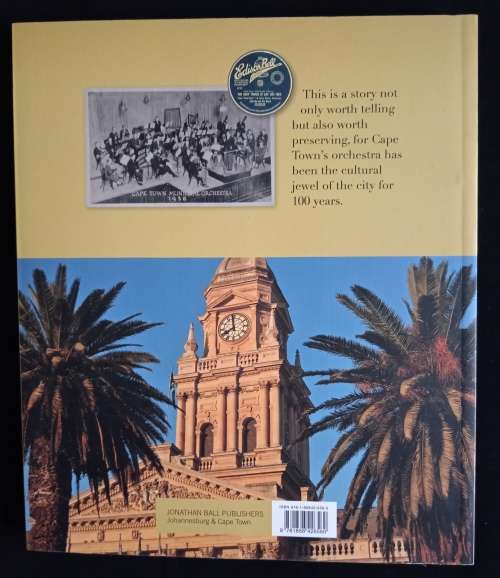 Edison Bell
This is a story not
only worth telling
but also worth
preserving, for Cape
Town's orchestra has
been the cultural
jewel of the city for
100 years.
CAPE TOWN MUNICIPAL ORCHESTRA
JONATHAN BALL PUBLISHERS
Johannesburg & Cape Town